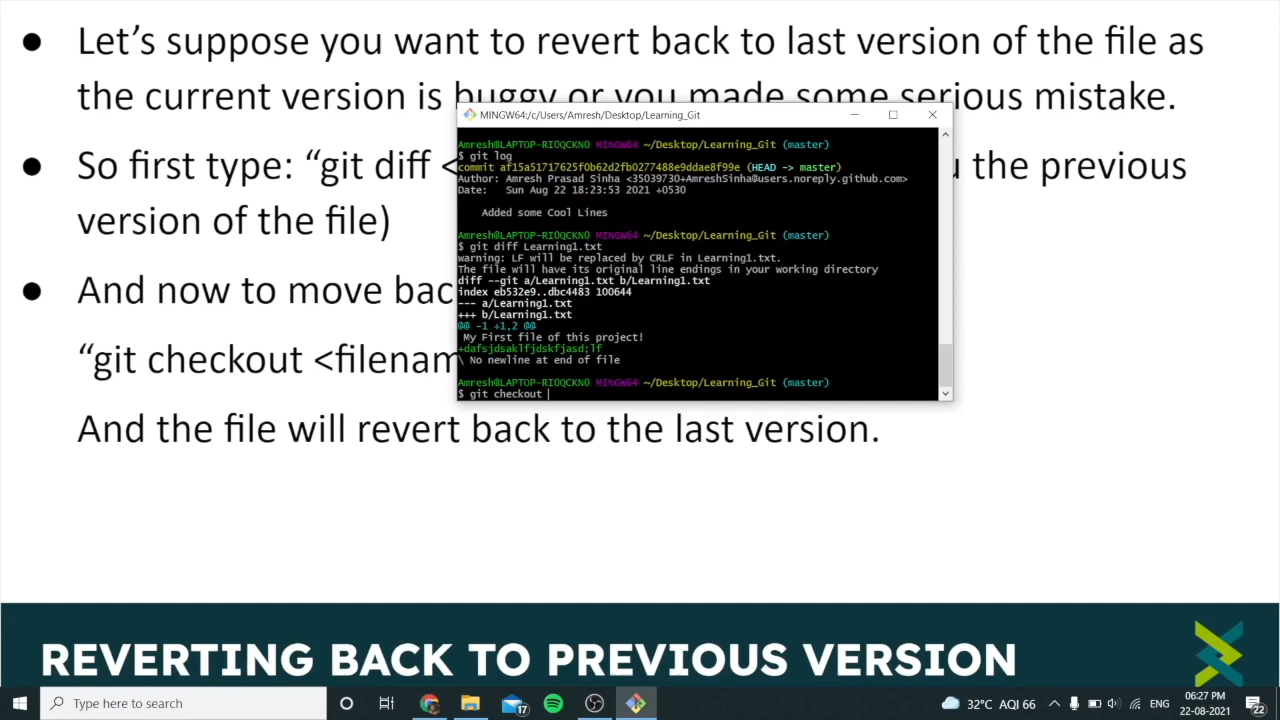 ● Let’s suppose you want to revert back to last version of the file as
the current version is buggy or you made some serious mistake.
● So first type: “git diff < u the previous
version of the file)
● And now to move bac
“git checkout <filenam
And the file will revert back to the last version.
MINGW64:/c/Users/Amresh/Desktop/Learning_Git
Amresh@LAPTOP-RI0QCKN0 MINGW64 ~/Desktop/Learning_Git (master)
$ git log
commit af15a51717625f0b62d2fb0277488e9ddae8f99e (HEAD -> master)
Author: Amresh Prasad Sinha <35039730+AmreshSinha@users.noreply.github.com>
Date:   Sun Aug 22 18:23:53 2021 +0530
Added some Cool Lines
Amresh@LAPTOP-RI0QCKN0 MINGW64 ~/Desktop/Learning_Git (master)
$ git diff Learning1.txt
warning: LF will be replaced by CRLF in Learning1.txt.
The file will have its original line endings in your working directory
diff --git a/Learning1.txt b/Learning1.txt
index eb532e9..dbc4483 100644
--- a/Learning1.txt
+++ b/Learning1.txt
@@ -1 +1,2 @@
My First file of this project!
+dafsjdsaklfjdskfjasd;lf
\ No newline at end of file
Amresh@LAPTOP-RI0QCKN0 MINGW64 ~/Desktop/Learning_Git (master)
$ git checkout
REVERTING BACK TO PREVIOUS VERSION
Type here to search
17
32°C AQI 66
ENG
06:27 PM
22-08-2021
22